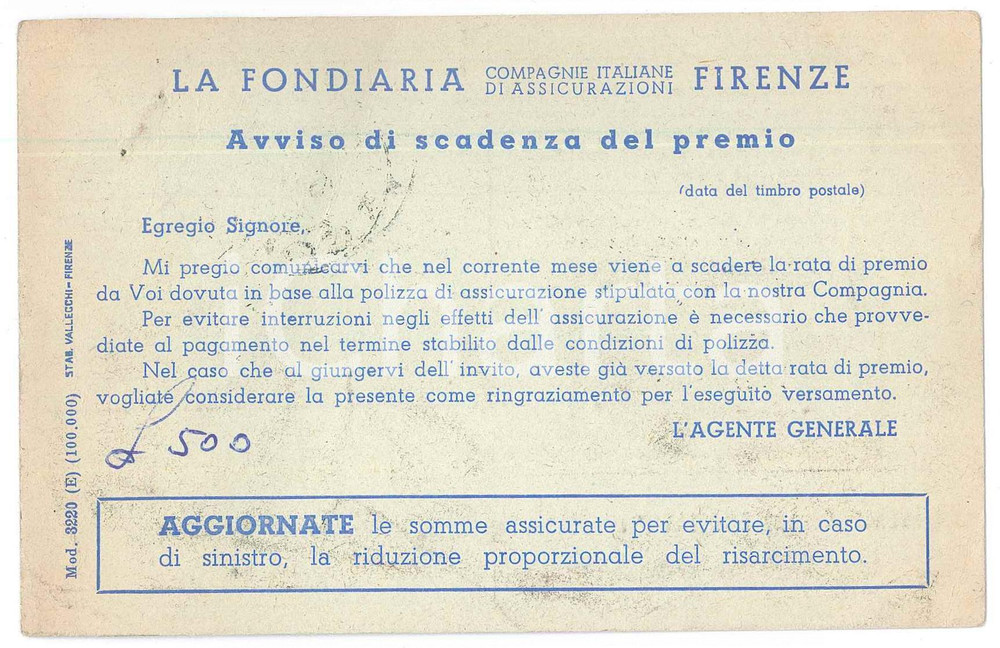 LA FONDIARIA COMPAGNIE ITALIANE DI ASSICURAZIONI FIRENZE
Avviso di scadenza del premio
(data del timbro postale)
Egregio Signore,
Mi pregio comunicarvi che nel corrente mese viene a scadere la rata di premio
da Voi dovuta in base alla polizza di assicurazione stipulata con la nostra Compagnia.
Per evitare interruzioni negli effetti dell'assicurazione è necessario che provve-
diate al pagamento nel termine stabilito dalle condizioni di polizza.
Nel caso che al giungervi dell'invito, aveste già versato la detta rata di premio,
vogliate considerare la presente come ringraziamento per l'eseguito versamento.
L'AGENTE GENERALE
£ 500
AGGIORNATE le somme assicurate per evitare, in caso
di sinistro, la riduzione proporzionale del risarcimento.
Mod. 3220 (E) (100.000) STAB. VALLECCHI - FIRENZE